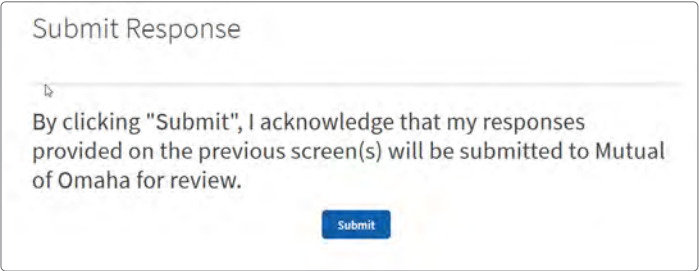 Submit Response
By clicking "Submit", I acknowledge that my responses
provided on the previous screen(s) will be submitted to Mutual
of Omaha for review.
Submit